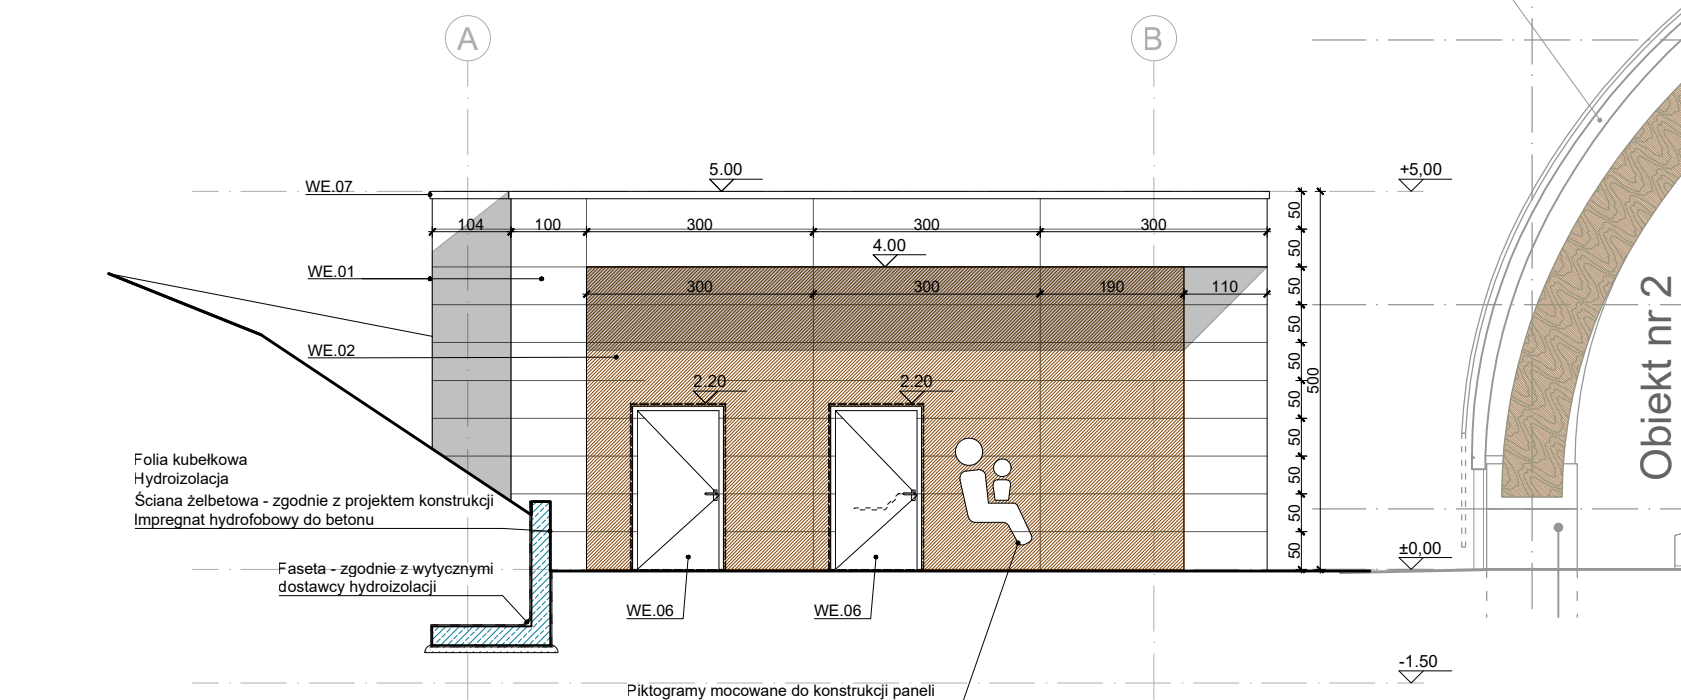 A
B
5.00
+5,00
WE.07
104
100
300
300
300
4.00
WE.01
300
300
190
110
WE.02
2.20
2.20
50
50
50
50
50
50
50
50
50
50
500
Obiekt nr 2
Folia kubełkowa
Hydroizolacja
Ściana żelbetowa - zgodnie z projektem konstrukcji
Impregnat hydrofobowy do betonu
±0,00
Faseta - zgodnie z wytycznymi
dostawcy hydroizolacji
WE.06
WE.06
-1.50
Piktogramy mocowane do konstrukcji paneli